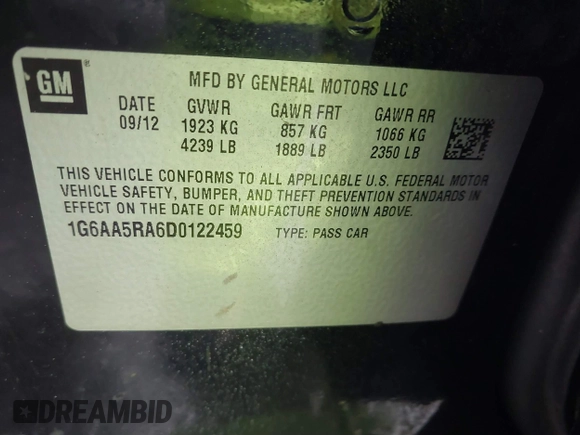 GM ®
MFD BY GENERAL MOTORS LLC
DATE GVWR GAWR FRT GAWR RR
09/12 1923 KG 857 KG 1066 KG
4239 LB 1889 LB 2350 LB
THIS VEHICLE CONFORMS TO ALL APPLICABLE U.S. FEDERAL MOTOR
VEHICLE SAFETY, BUMPER, AND THEFT PREVENTION STANDARDS IN
EFFECT ON THE DATE OF MANUFACTURE SHOWN ABOVE.
1G6AA5RA6D0122459 TYPE: PASS CAR
DREAMBID